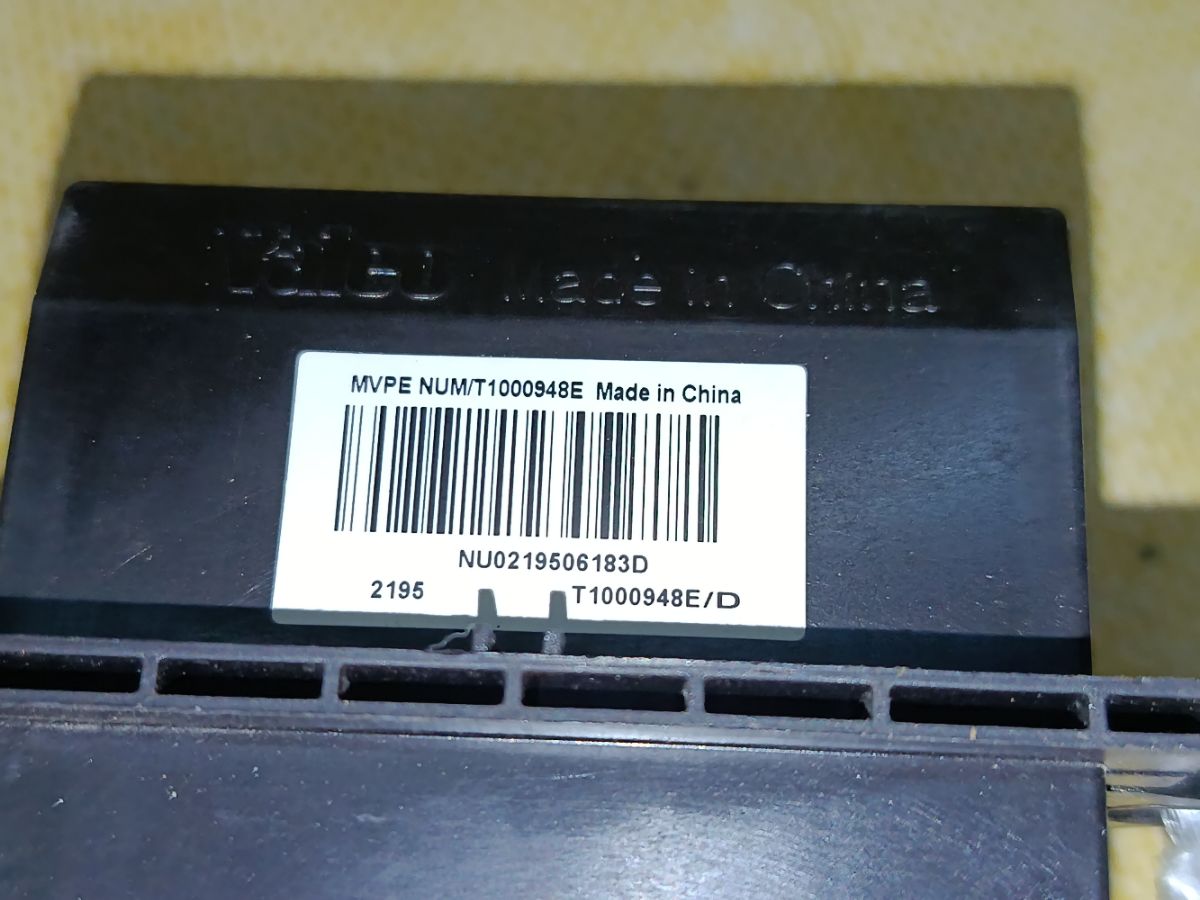 Valeo Made in China
MVPE NUM/T1000948E Made in China
NU0219506183D
2195 T1000948E/D